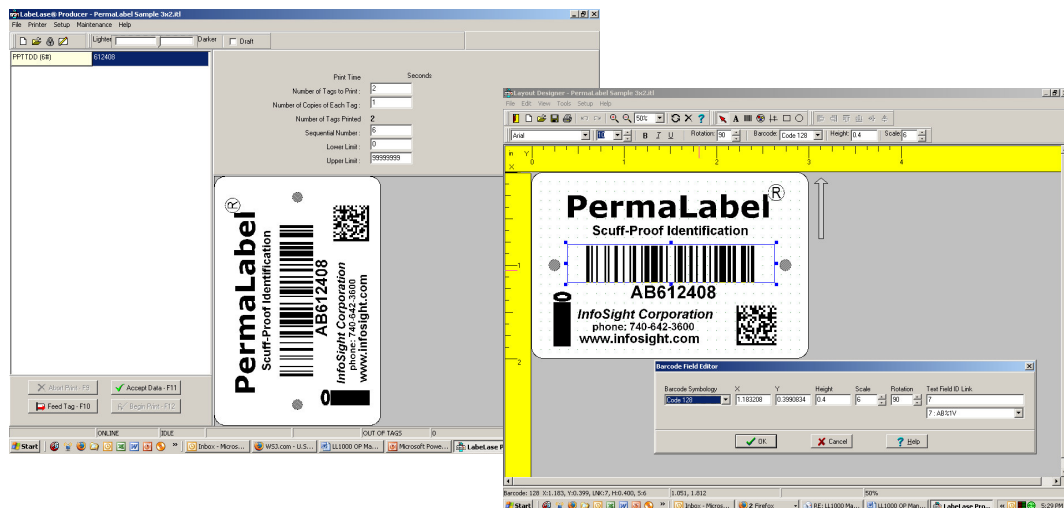 LabeLase® Producer - PermaLabel Sample 3x2.itl
File Printer Setup Maintenance Help
Lighter Darker Draft
PPTTDD (6#) 612408
Print Time Seconds
Number of Tags to Print : 2
Number of Copies of Each Tag : 1
Number of Tags Printed 2
Sequential Number : 6
Lower Limit : 0
Upper Limit : 99999999
PermaLabel®
Scuff-Proof Identification
AB612408
InfoSight Corporation
phone: 740-642-3600
www.infosight.com
Abort Print - F9 Accept Data - F11
Feed Tag - F10 Begin Print - F12
ONLINE IDLE OUT OF TAGS 0
Start Inbox - Micros... WSJ.com - U.S... LL1000 OP Ma... Microsoft Powe... LabelLase P
Layout Designer - PermaLabel Sample 3x2.itl
File Edit View Tools Setup Help
50%
Arial B I U Rotation: 90 Barcode: Code 128 Height: 0.4 Scale: 6
in Y 0 1 2 3 4
X
1
2
PermaLabel®
Scuff-Proof Identification
AB612408
InfoSight Corporation
phone: 740-642-3600
www.infosight.com
Barcode Field Editor
Barcode Symbology X Y Height Scale Rotation Text Field ID Link
Code 128 1.183208 0.3990834 0.4 6 90 7
7 : AB%1V
OK Cancel Help
Barcode: 128 X:1.183, Y:0.399, LNK:7, H:0.400, S:6 1.051, 1.812 50%
Start Inbox - Micros... 2 Firefox RE: LL1000 Ma... LL1000 OP Man... LabeLase Pro... 5:29 PM